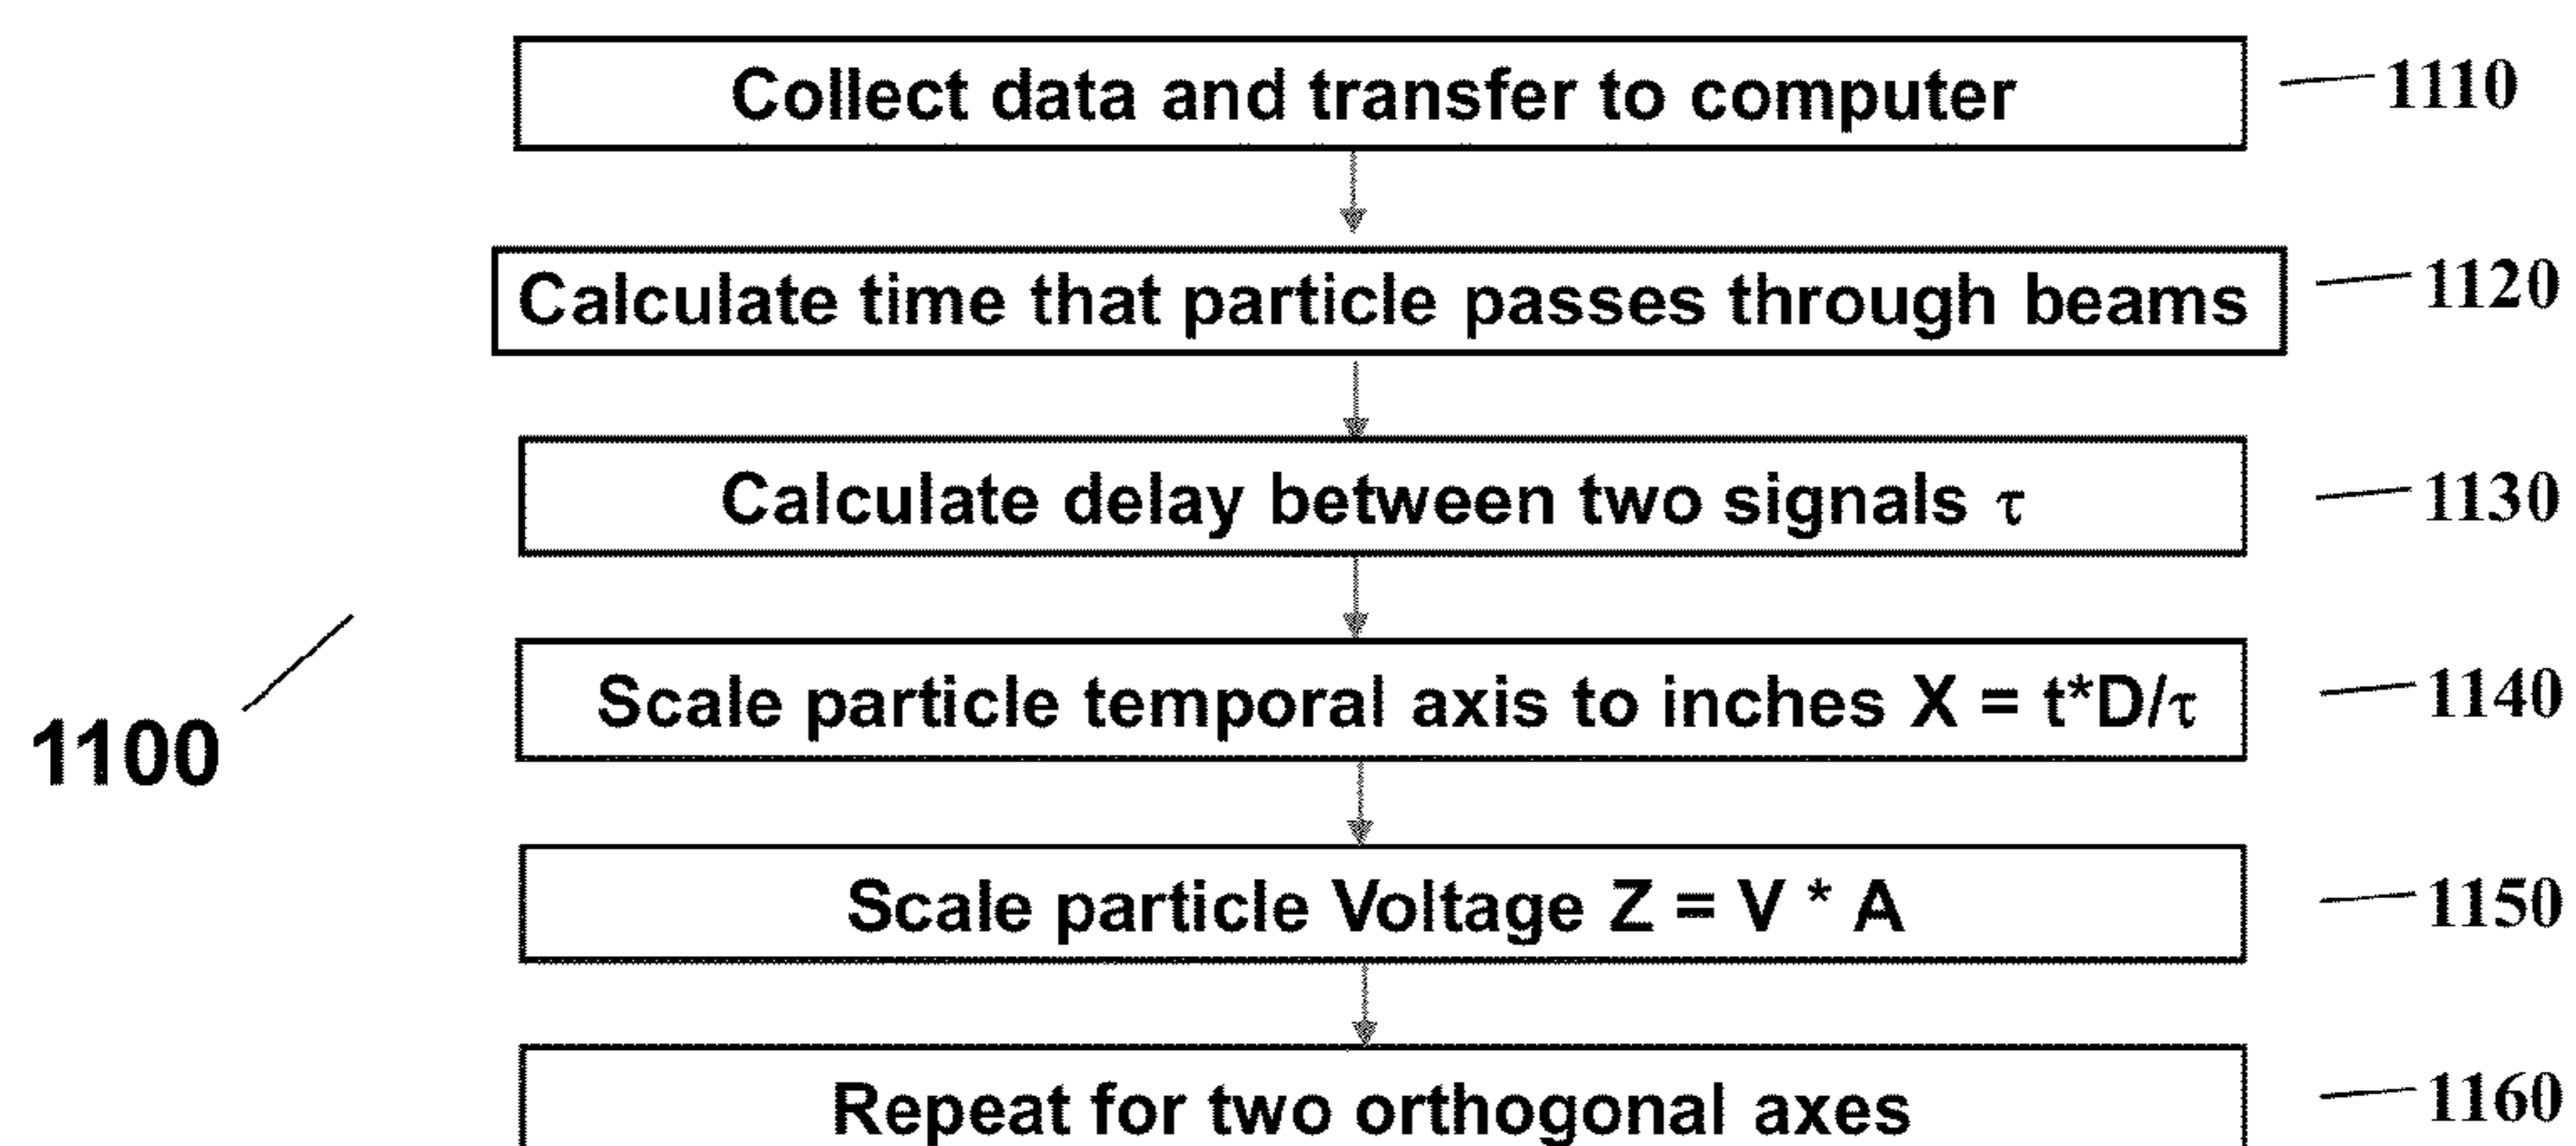 Collect data and transfer to computer 1110
Calculate time that particle passes through beams 1120
Calculate delay between two signals τ 1130
Scale particle temporal axis to inches X = t*D/τ 1140
1100
Scale particle Voltage Z = V * A 1150
Repeat for two orthogonal axes 1160